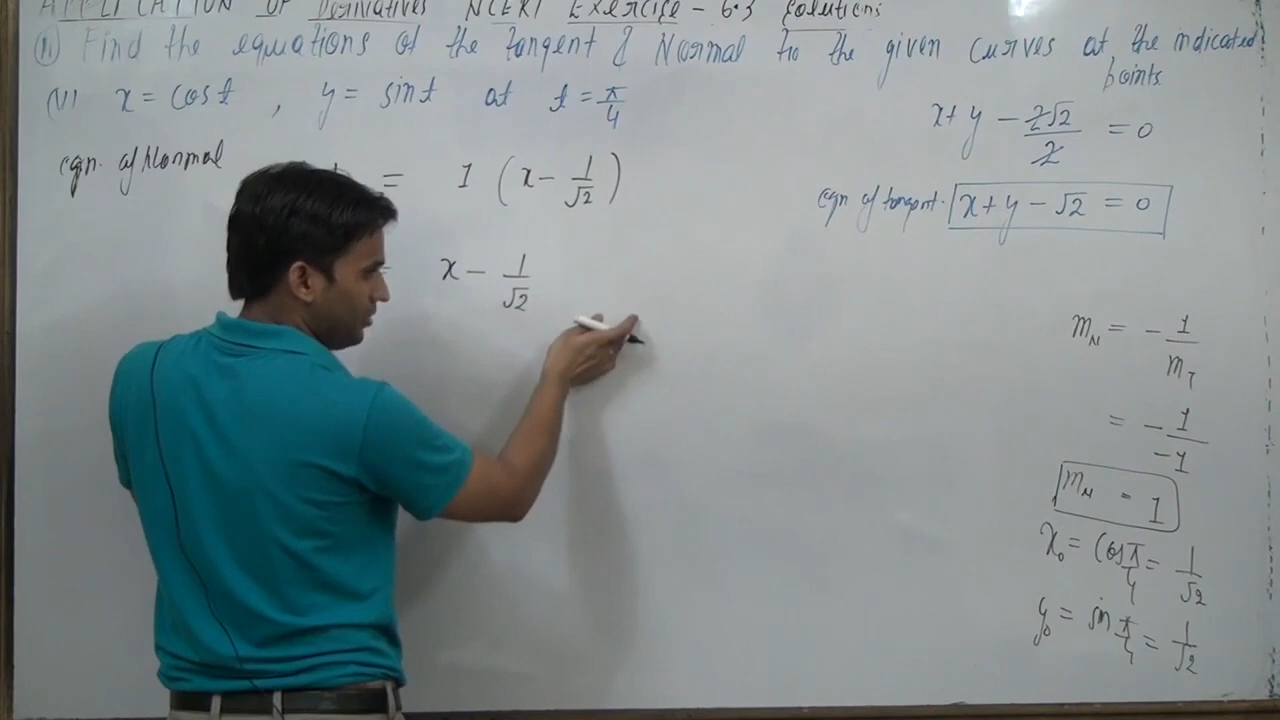 APPLICATION OF Derivatives NCERT Exercise - 6.3 Solutions
(11) Find the equations of the tangent & Normal to the given curves at the indicated points
(V) x = cost , y = sint at t = π/4
eqn. of Normal = 1 (x - 1/√2)
x - 1/√2
x + y - 2√2/2 = 0
eqn of tangent. x + y - √2 = 0
m_N = - 1/m_T
= - 1/-1
m_N = 1
x₀ = Cos π/4 = 1/√2
y₀ = sin π/4 = 1/√2